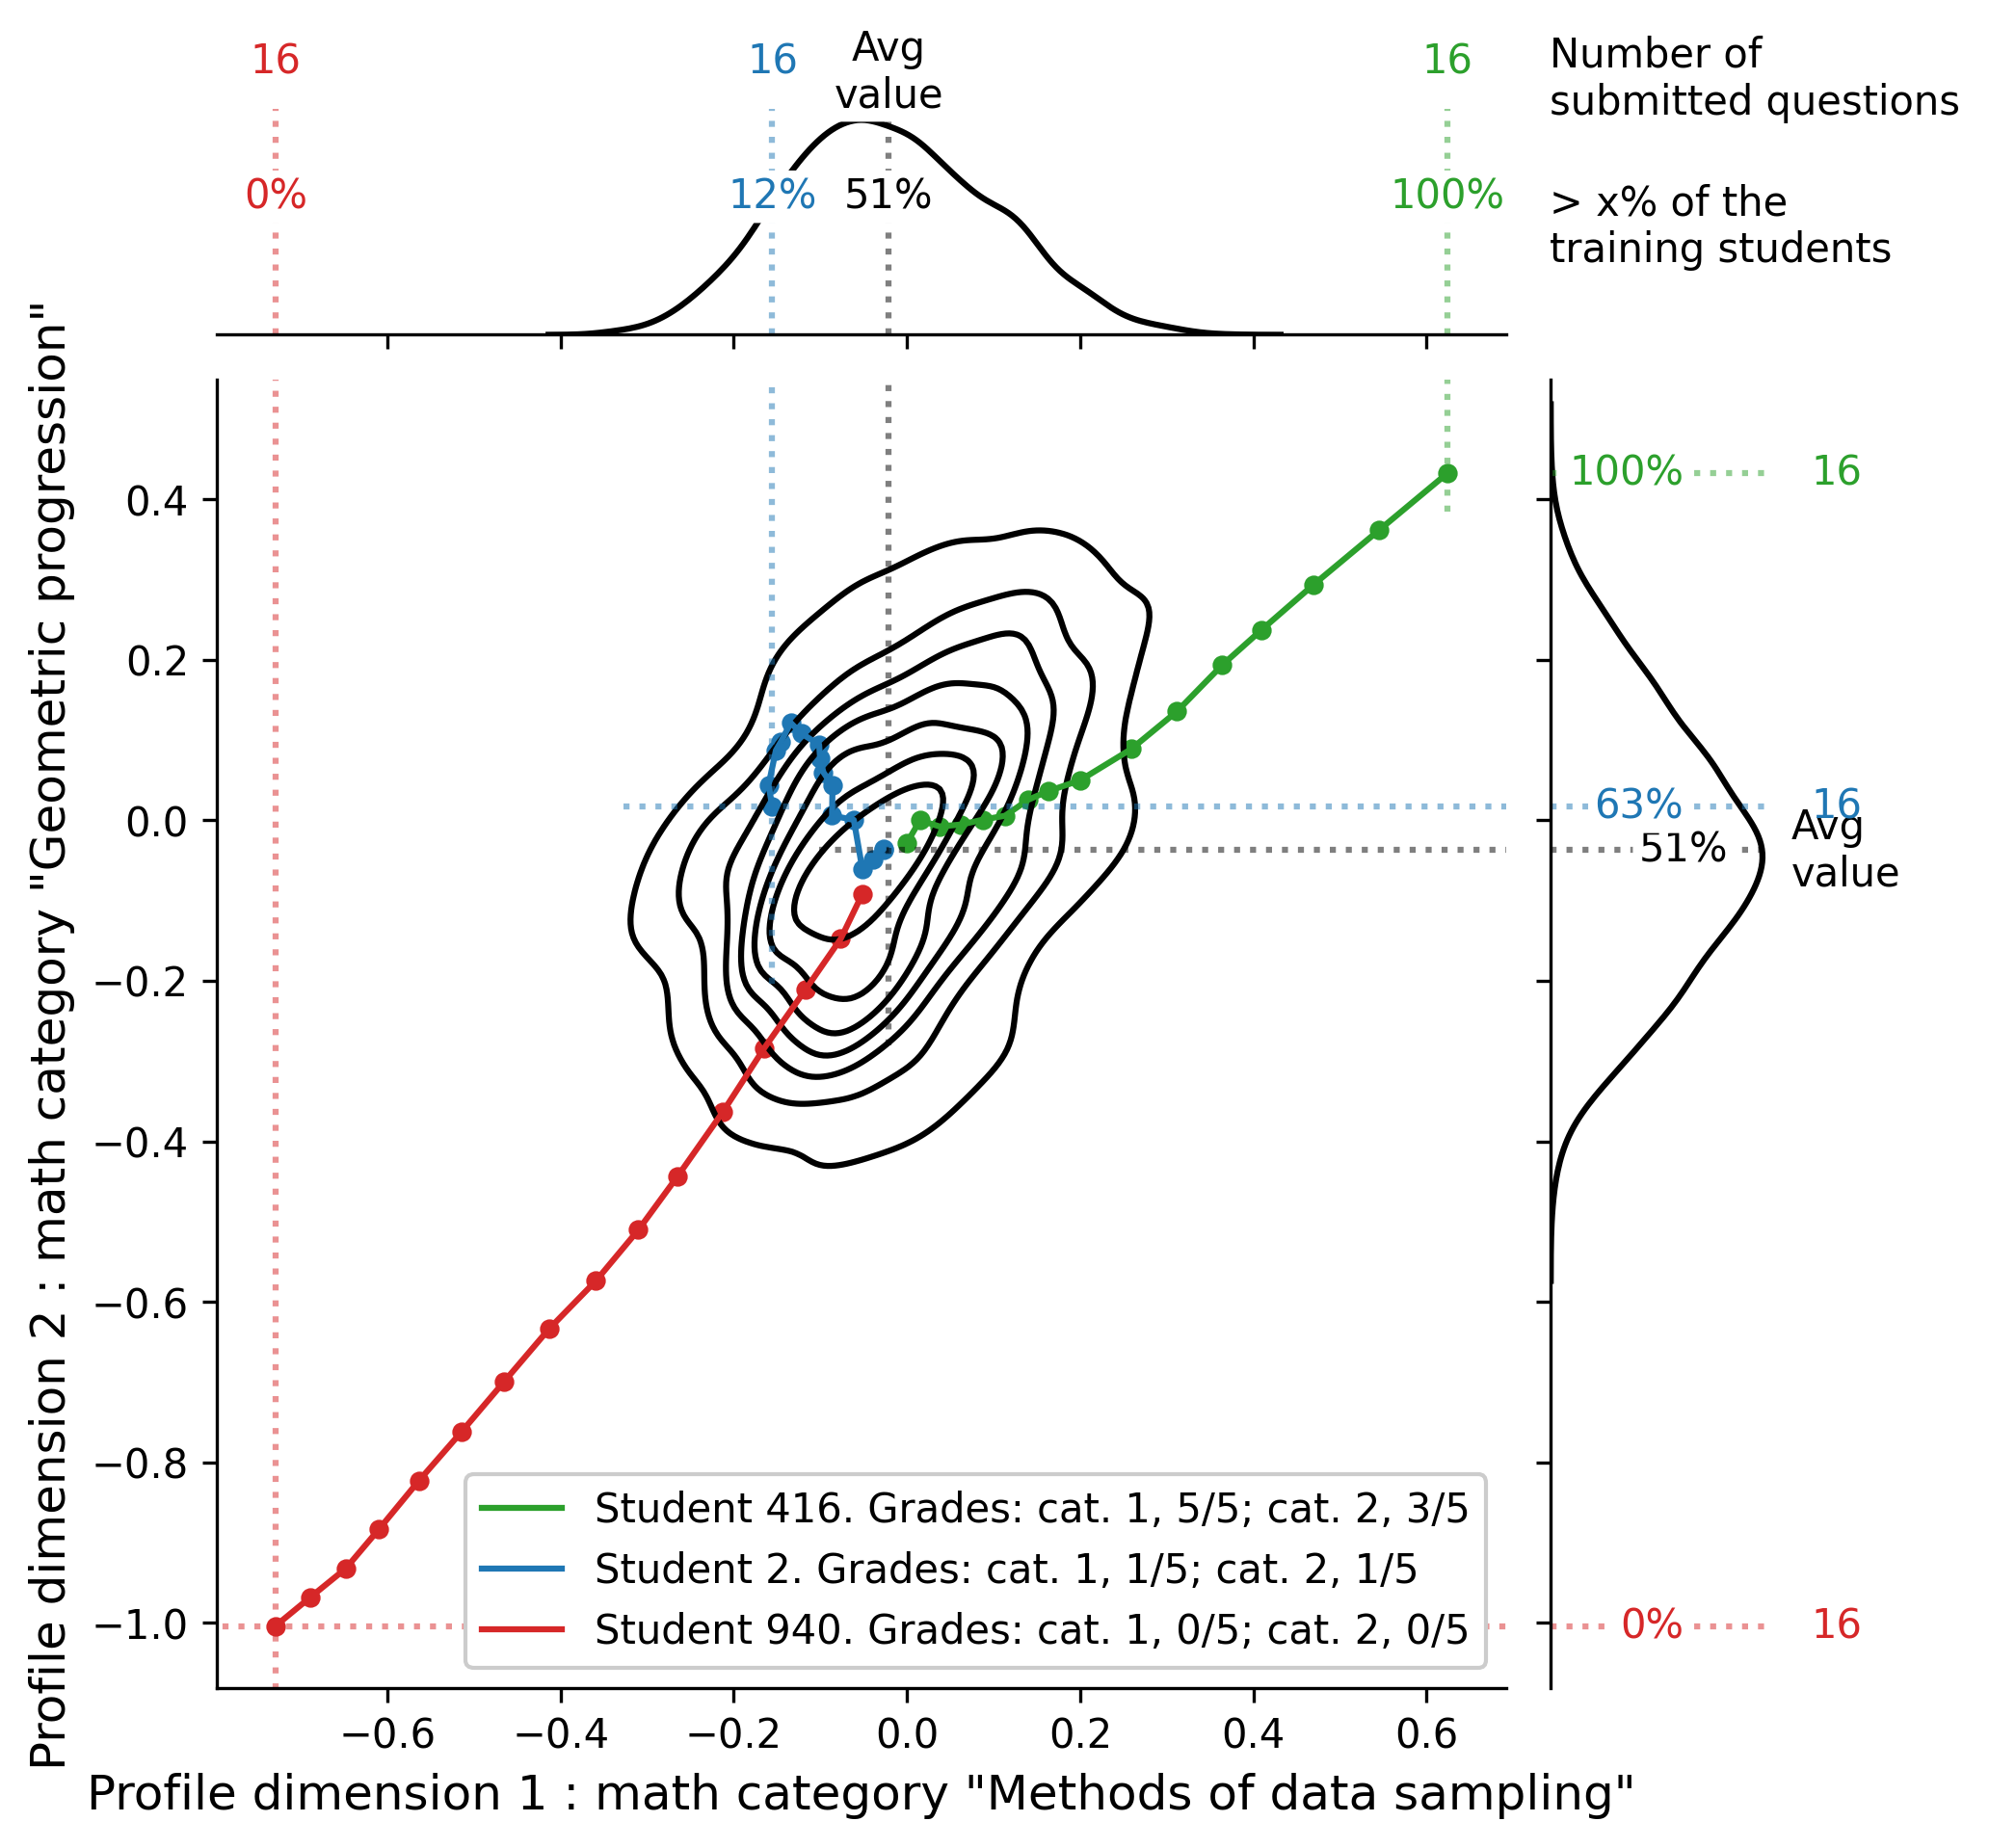 16
16
Avg
value
16
Number of
submitted questions
0%
12%
51%
100%
> x% of the
training students
Profile dimension 2 : math category "Geometric progression"
0.4
0.2
0.0
−0.2
−0.4
−0.6
−0.8
−1.0
100%
16
63%
16
51%
Avg
value
0%
16
Student 416. Grades: cat. 1, 5/5; cat. 2, 3/5
Student 2. Grades: cat. 1, 1/5; cat. 2, 1/5
Student 940. Grades: cat. 1, 0/5; cat. 2, 0/5
−0.6
−0.4
−0.2
0.0
0.2
0.4
0.6
Profile dimension 1 : math category "Methods of data sampling"